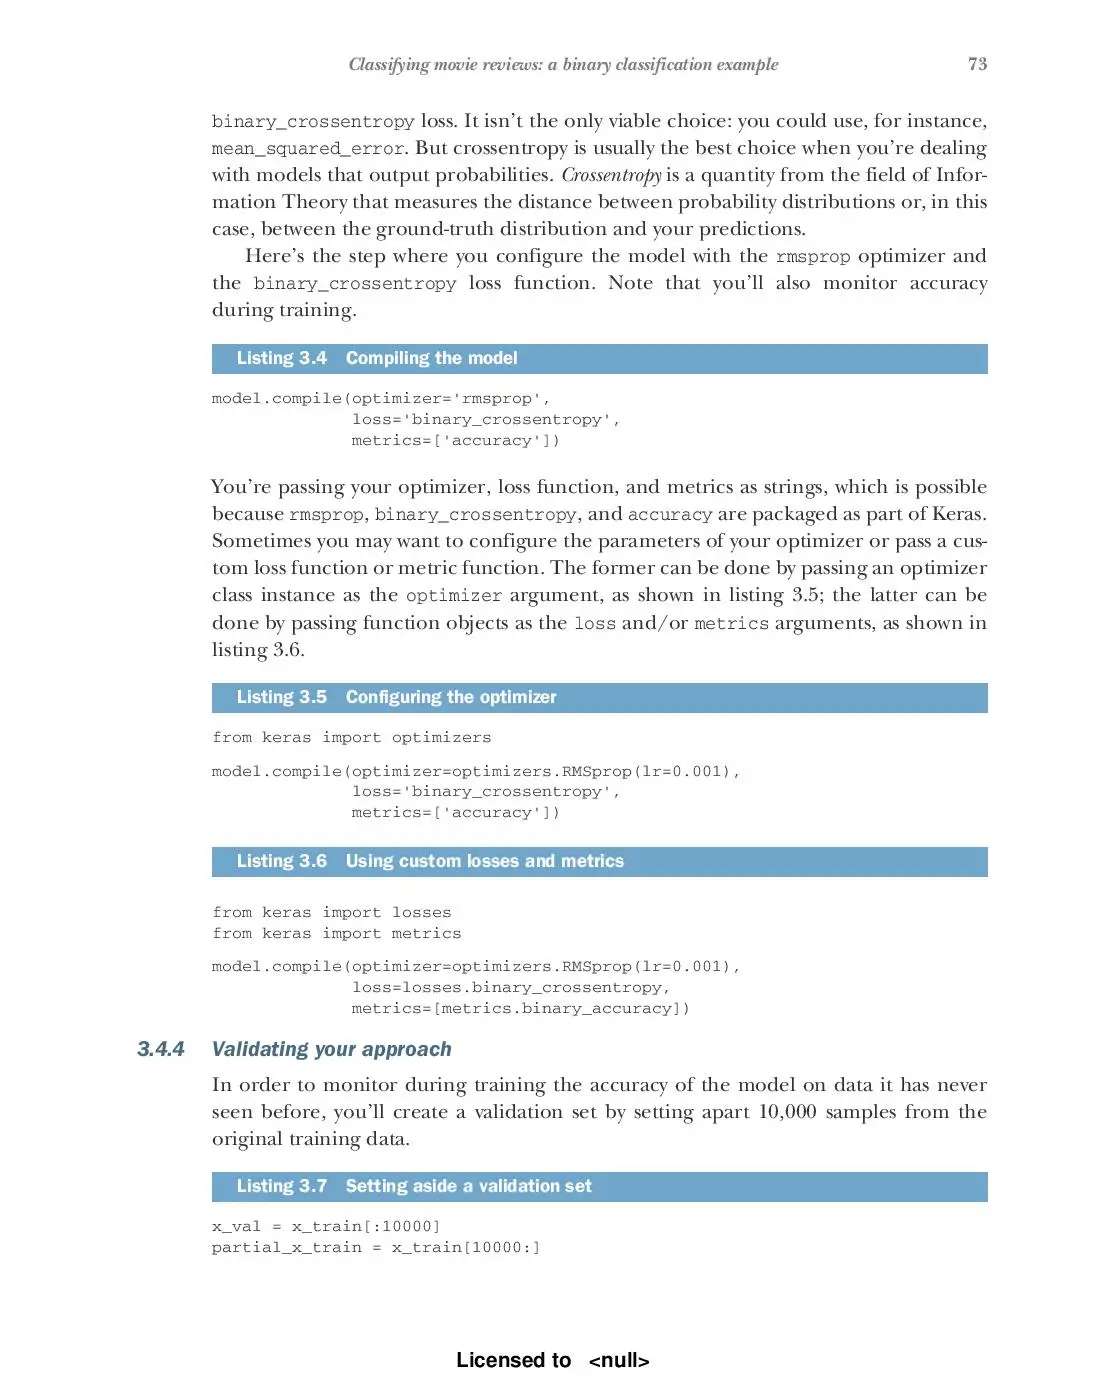 Classifying movie reviews: a binary classification example 73
binary_crossentropy loss. It isn't the only viable choice: you could use, for instance,
mean_squared_error. But crossentropy is usually the best choice when you're dealing
with models that output probabilities. Crossentropy is a quantity from the field of Infor-
mation Theory that measures the distance between probability distributions or, in this
case, between the ground-truth distribution and your predictions.
Here's the step where you configure the model with the rmsprop optimizer and
the binary_crossentropy loss function. Note that you'll also monitor accuracy
during training.
Listing 3.4 Compiling the model
model.compile(optimizer='rmsprop',
loss='binary_crossentropy',
metrics=['accuracy'])
You're passing your optimizer, loss function, and metrics as strings, which is possible
because rmsprop, binary_crossentropy, and accuracy are packaged as part of Keras.
Sometimes you may want to configure the parameters of your optimizer or pass a cus-
tom loss function or metric function. The former can be done by passing an optimizer
class instance as the optimizer argument, as shown in listing 3.5; the latter can be
done by passing function objects as the loss and/or metrics arguments, as shown in
listing 3.6.
Listing 3.5 Configuring the optimizer
from keras import optimizers
model.compile(optimizer=optimizers.RMSprop(lr=0.001),
loss='binary_crossentropy',
metrics=['accuracy'])
Listing 3.6 Using custom losses and metrics
from keras import losses
from keras import metrics
model.compile(optimizer=optimizers.RMSprop(lr=0.001),
loss=losses.binary_crossentropy,
metrics=[metrics.binary_accuracy])
3.4.4 Validating your approach
In order to monitor during training the accuracy of the model on data it has never
seen before, you'll create a validation set by setting apart 10,000 samples from the
original training data.
Listing 3.7 Setting aside a validation set
x_val = x_train[:10000]
partial_x_train = x_train[10000:]
Licensed to <null>